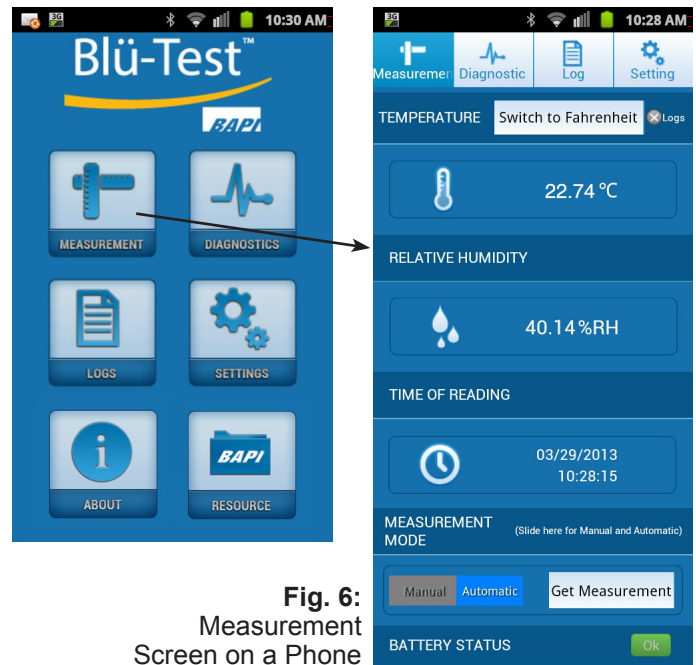 3G 10:30 AM
Blü-Test™
BAPI
MEASUREMENT DIAGNOSTICS
LOGS SETTINGS
BAPI
ABOUT RESOURCE
3G 10:28 AM
Measuremen Diagnostic Log Setting
TEMPERATURE Switch to Fahrenheit Logs
22.74 °C
RELATIVE HUMIDITY
40.14%RH
TIME OF READING
03/29/2013
10:28:15
MEASUREMENT
MODE
(Slide here for Manual and Automatic)
Manual Automatic Get Measurement
BATTERY STATUS Ok
Fig. 6:
Measurement
Screen on a Phone